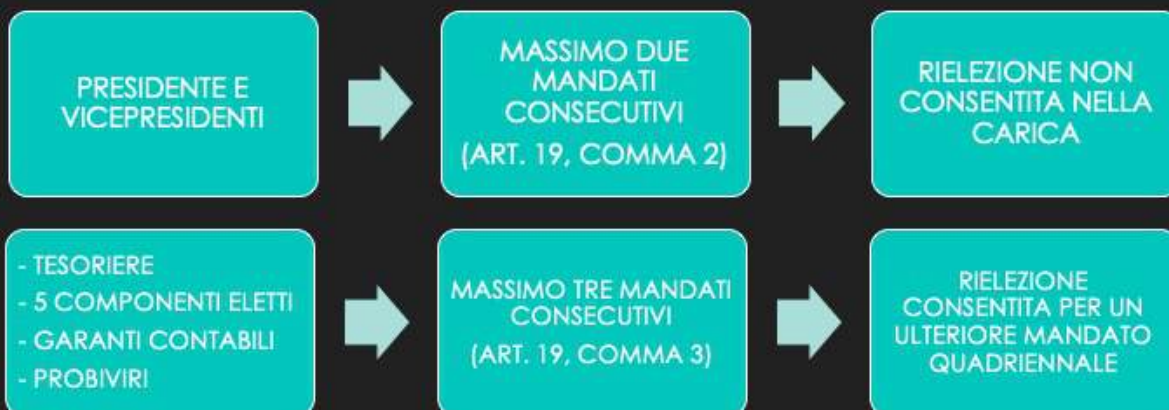 PRESIDENTE E
VICEPRESIDENTI
MASSIMO DUE
MANDATI
CONSECUTIVI
(ART. 19, COMMA 2)
RIELEZIONE NON
CONSENTITA NELLA
CARICA
- TESORIERE
- 5 COMPONENTI ELETTI
- GARANTI CONTABILI
- PROBIVIRI
MASSIMO TRE MANDATI
CONSECUTIVI
(ART. 19, COMMA 3)
RIELEZIONE
CONSENTITA PER UN
ULTERIORE MANDATO
QUADRIENNALE